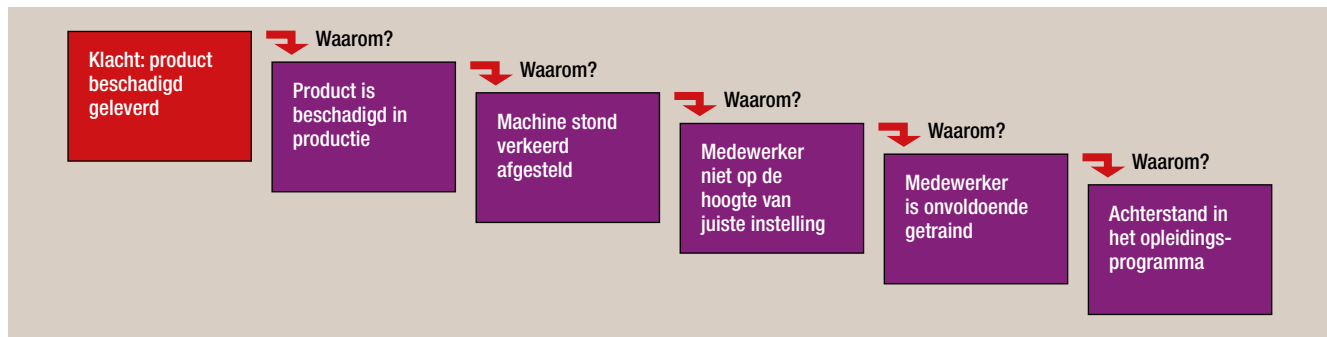 Klacht: product
beschadigd
geleverd
Waarom?
Product is
beschadigd in
productie
Waarom?
Machine stond
verkeerd
afgesteld
Waarom?
Medewerker
niet op de
hoogte van
juiste instelling
Waarom?
Medewerker
is onvoldoende
getraind
Waarom?
Achterstand in
het opleidings-
programma